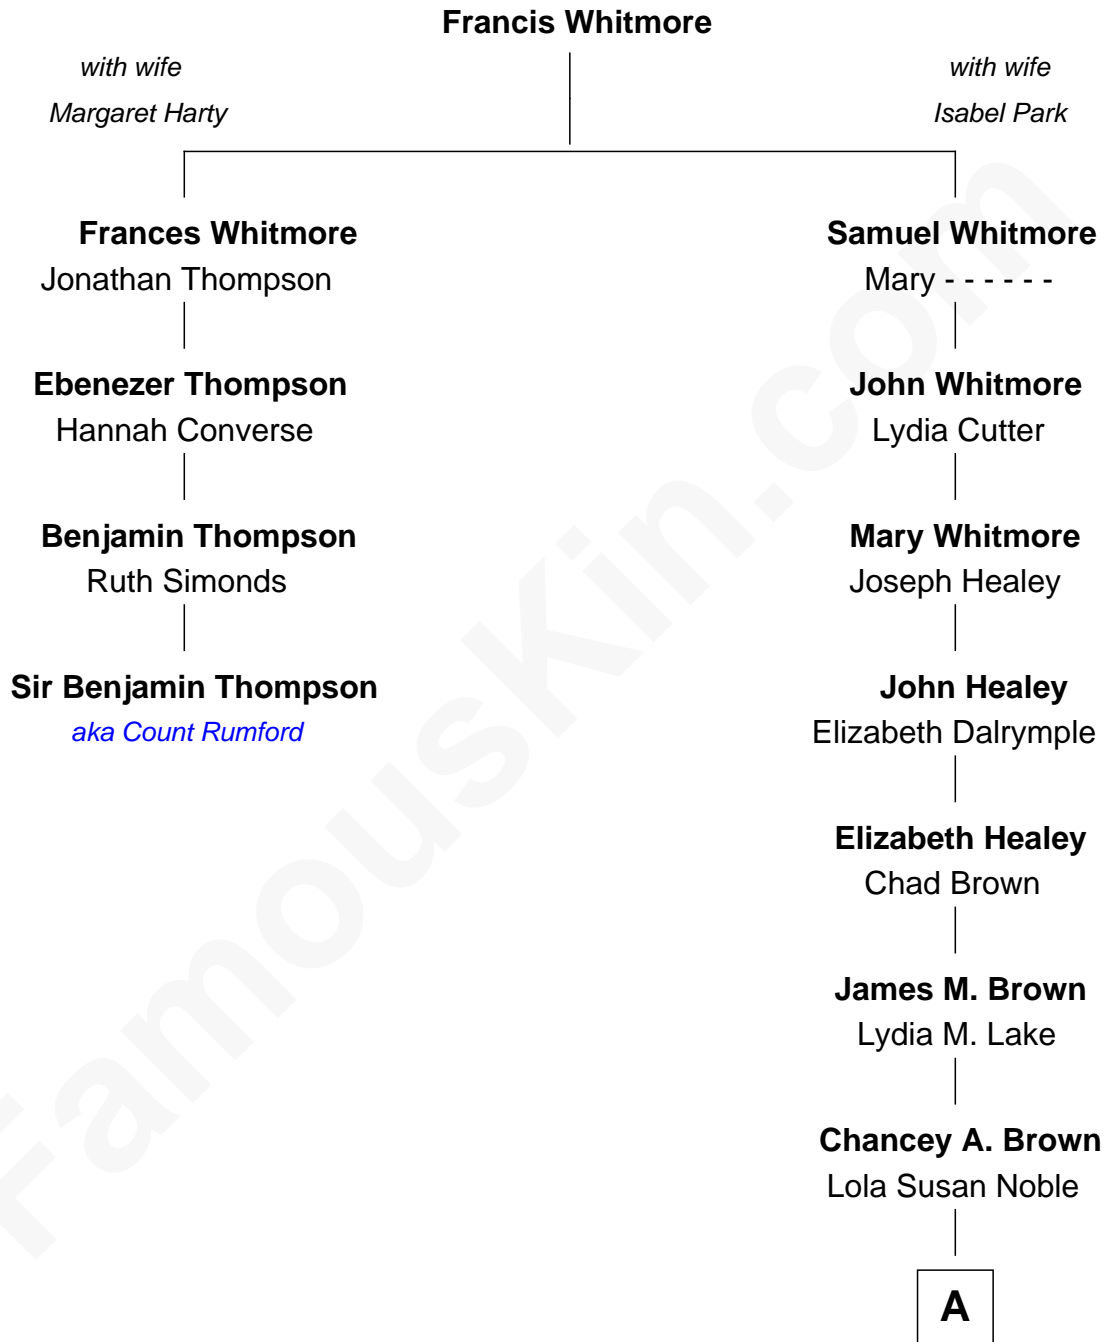 Francis Whitmore
with wife
Margaret Harty
with wife
Isabel Park
Frances Whitmore
Jonathan Thompson
Samuel Whitmore
Mary - - - - - -
Ebenezer Thompson
Hannah Converse
John Whitmore
Lydia Cutter
Benjamin Thompson
Ruth Simonds
Mary Whitmore
Joseph Healey
Sir Benjamin Thompson
aka Count Rumford
John Healey
Elizabeth Dalrymple
Elizabeth Healey
Chad Brown
James M. Brown
Lydia M. Lake
Chancey A. Brown
Lola Susan Noble
A
FamousKin.com